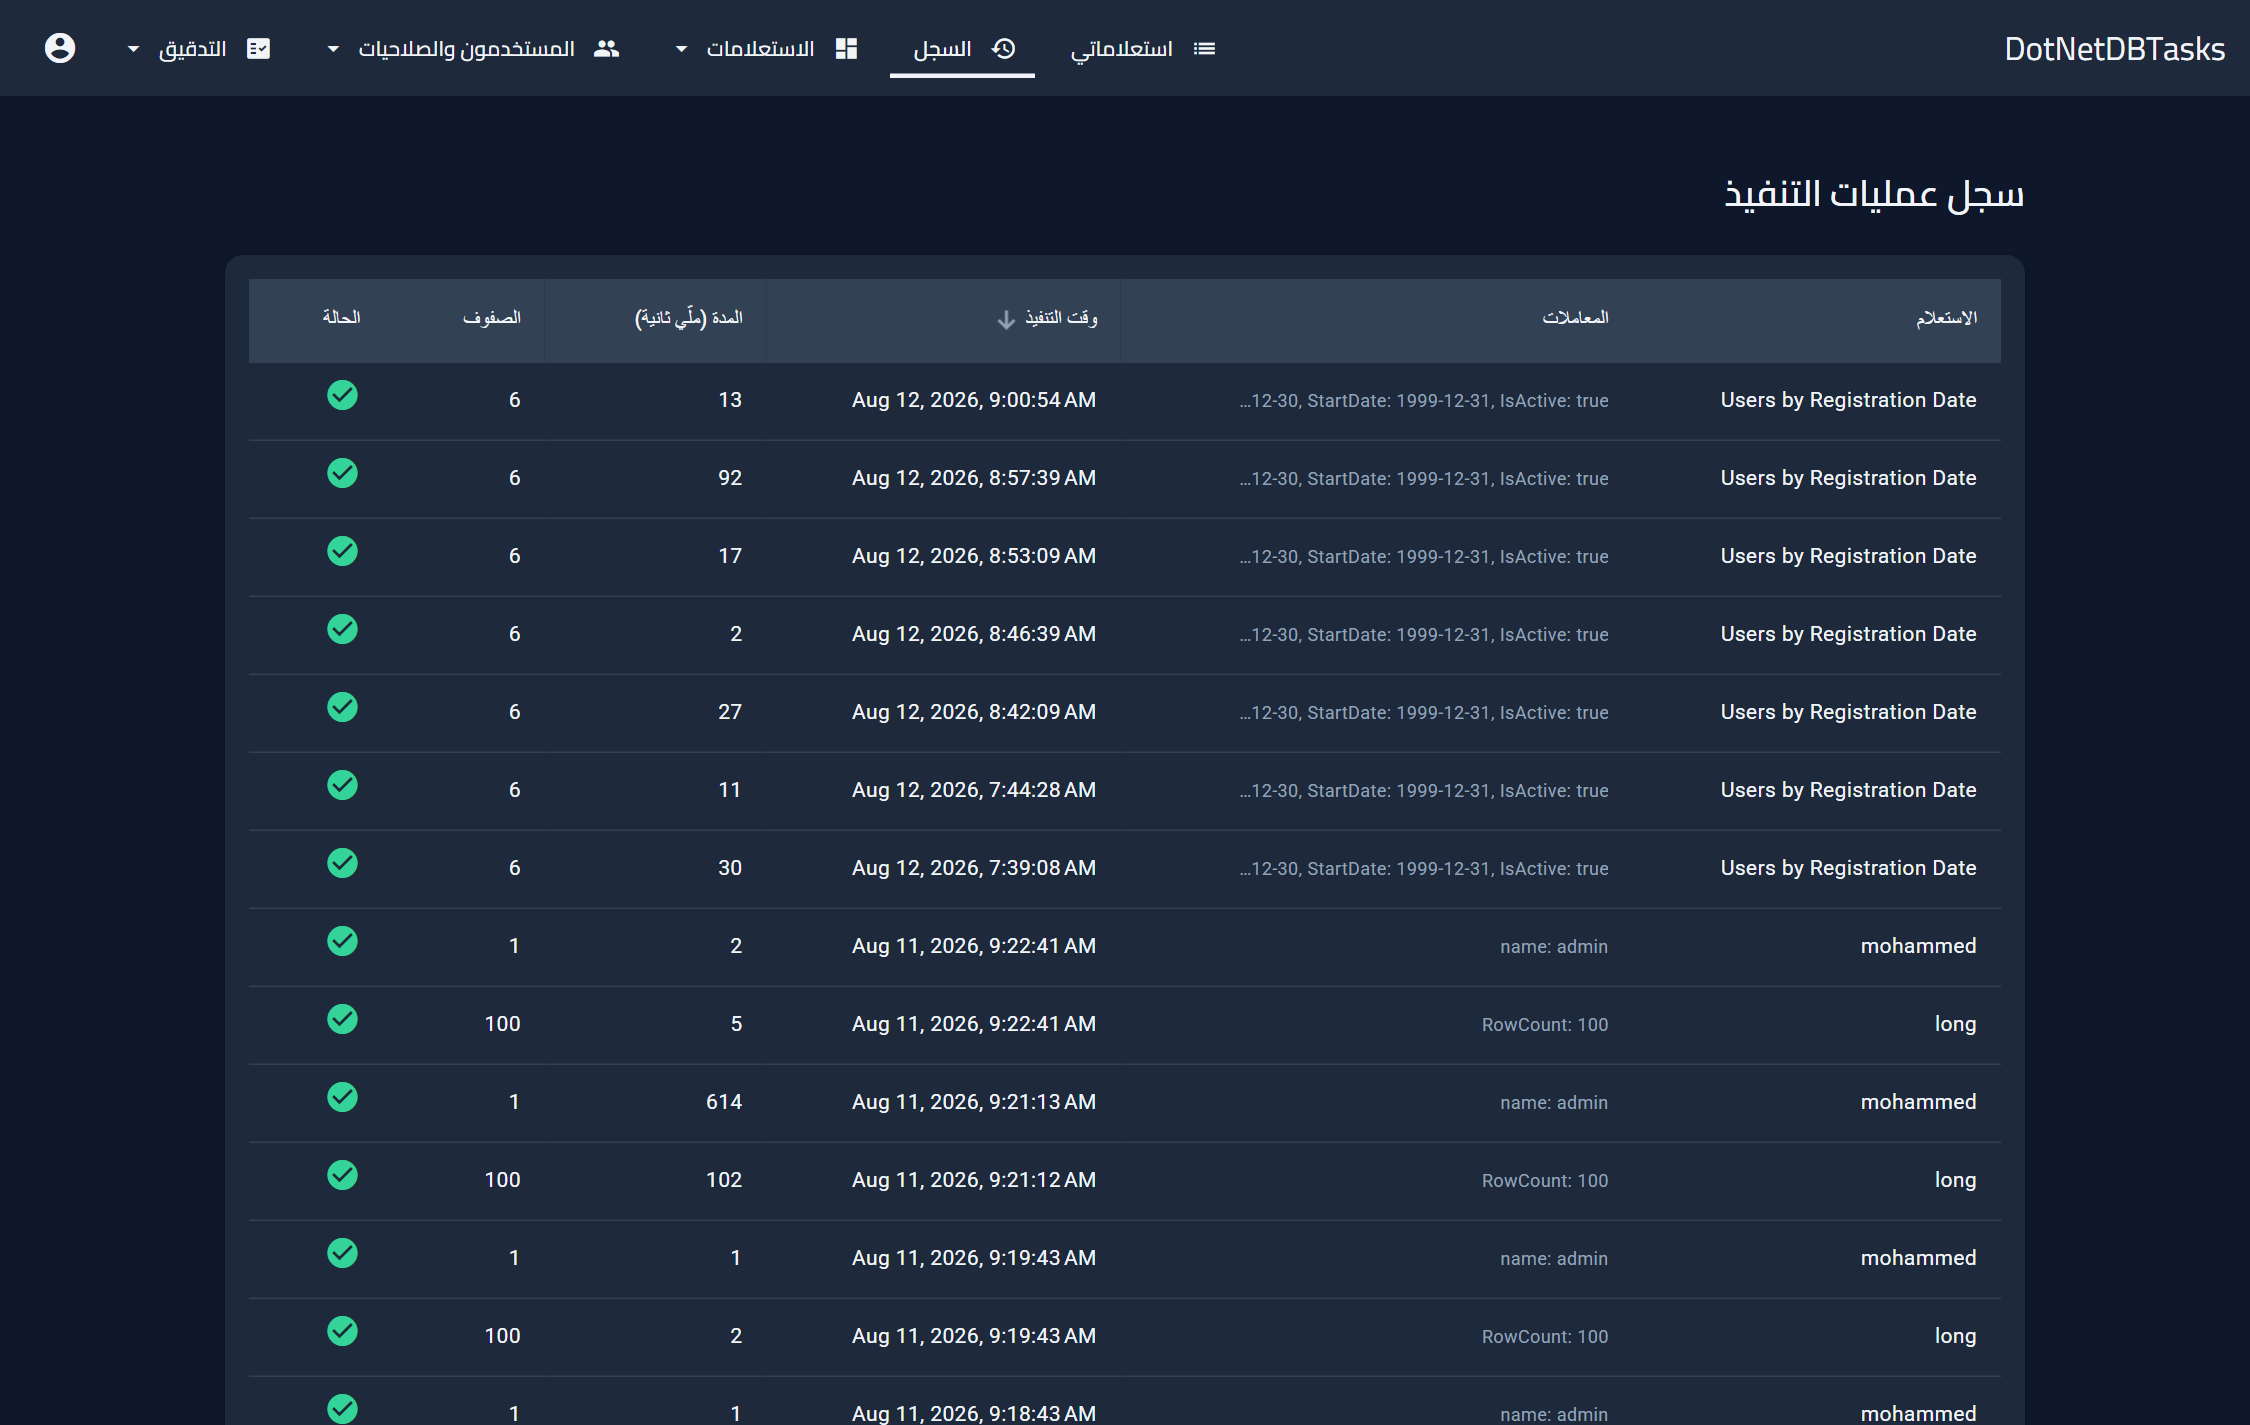 DotNetDBTasks
استعلاماتي
السجل
الاستعلامات
المستخدمون والصلاحيات
التدقيق
سجل عمليات التنفيذ
الاستعلام المعاملات وقت التنفيذ المدة (ملّي ثانية) الصفوف الحالة
Users by Registration Date ...12-30, StartDate: 1999-12-31, IsActive: true Aug 12, 2026, 9:00:54 AM 13 6
Users by Registration Date ...12-30, StartDate: 1999-12-31, IsActive: true Aug 12, 2026, 8:57:39 AM 92 6
Users by Registration Date ...12-30, StartDate: 1999-12-31, IsActive: true Aug 12, 2026, 8:53:09 AM 17 6
Users by Registration Date ...12-30, StartDate: 1999-12-31, IsActive: true Aug 12, 2026, 8:46:39 AM 2 6
Users by Registration Date ...12-30, StartDate: 1999-12-31, IsActive: true Aug 12, 2026, 8:42:09 AM 27 6
Users by Registration Date ...12-30, StartDate: 1999-12-31, IsActive: true Aug 12, 2026, 7:44:28 AM 11 6
Users by Registration Date ...12-30, StartDate: 1999-12-31, IsActive: true Aug 12, 2026, 7:39:08 AM 30 6
mohammed name: admin Aug 11, 2026, 9:22:41 AM 2 1
long RowCount: 100 Aug 11, 2026, 9:22:41 AM 5 100
mohammed name: admin Aug 11, 2026, 9:21:13 AM 614 1
long RowCount: 100 Aug 11, 2026, 9:21:12 AM 102 100
mohammed name: admin Aug 11, 2026, 9:19:43 AM 1 1
long RowCount: 100 Aug 11, 2026, 9:19:43 AM 2 100
mohammed name: admin Aug 11, 2026, 9:18:43 AM 1 1